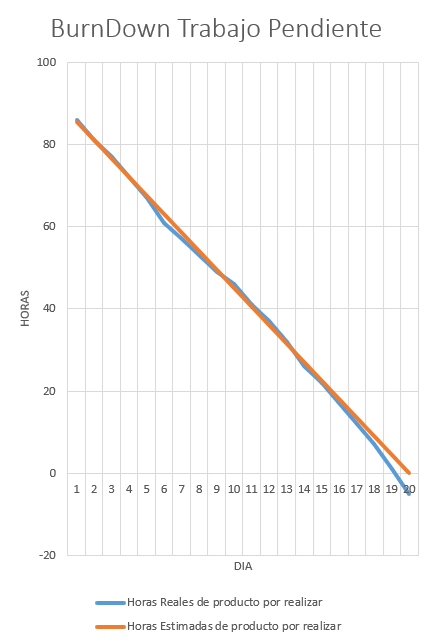 BurnDown Trabajo Pendiente
100
80
60
40
20
0
-20
HORAS
1 2 3 4 5 6 7 8 9 10 11 12 13 14 15 16 17 18 19 20
DIA
Horas Reales de producto por realizar
Horas Estimadas de producto por realizar